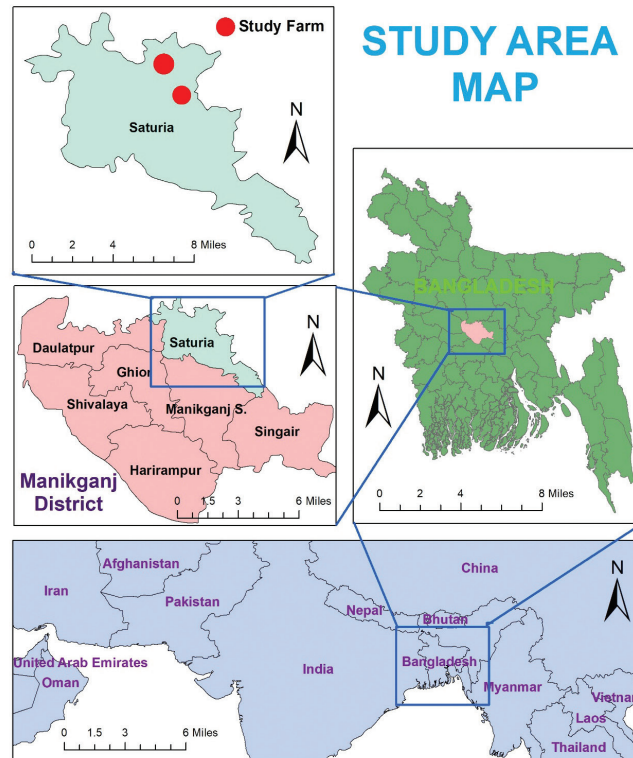 STUDY AREA
MAP
Study Farm
Saturia
N
0 2 4 6 8 Miles
Daulatpur
Ghior
Saturia
Shivalaya
Manikganj S.
Singair
Harirampur
Manikganj
District
N
0 1.5 3 6 Miles
BANGLADESH
N
0 2 4 8 Miles
Afghanistan
Iran
Pakistan
China
Nepal
Bhutan
N
United Arab Emirates
Oman
India
Bangladesh
Myanmar
Vietnam
Laos
Thailand
0 1.5 3 6 Miles